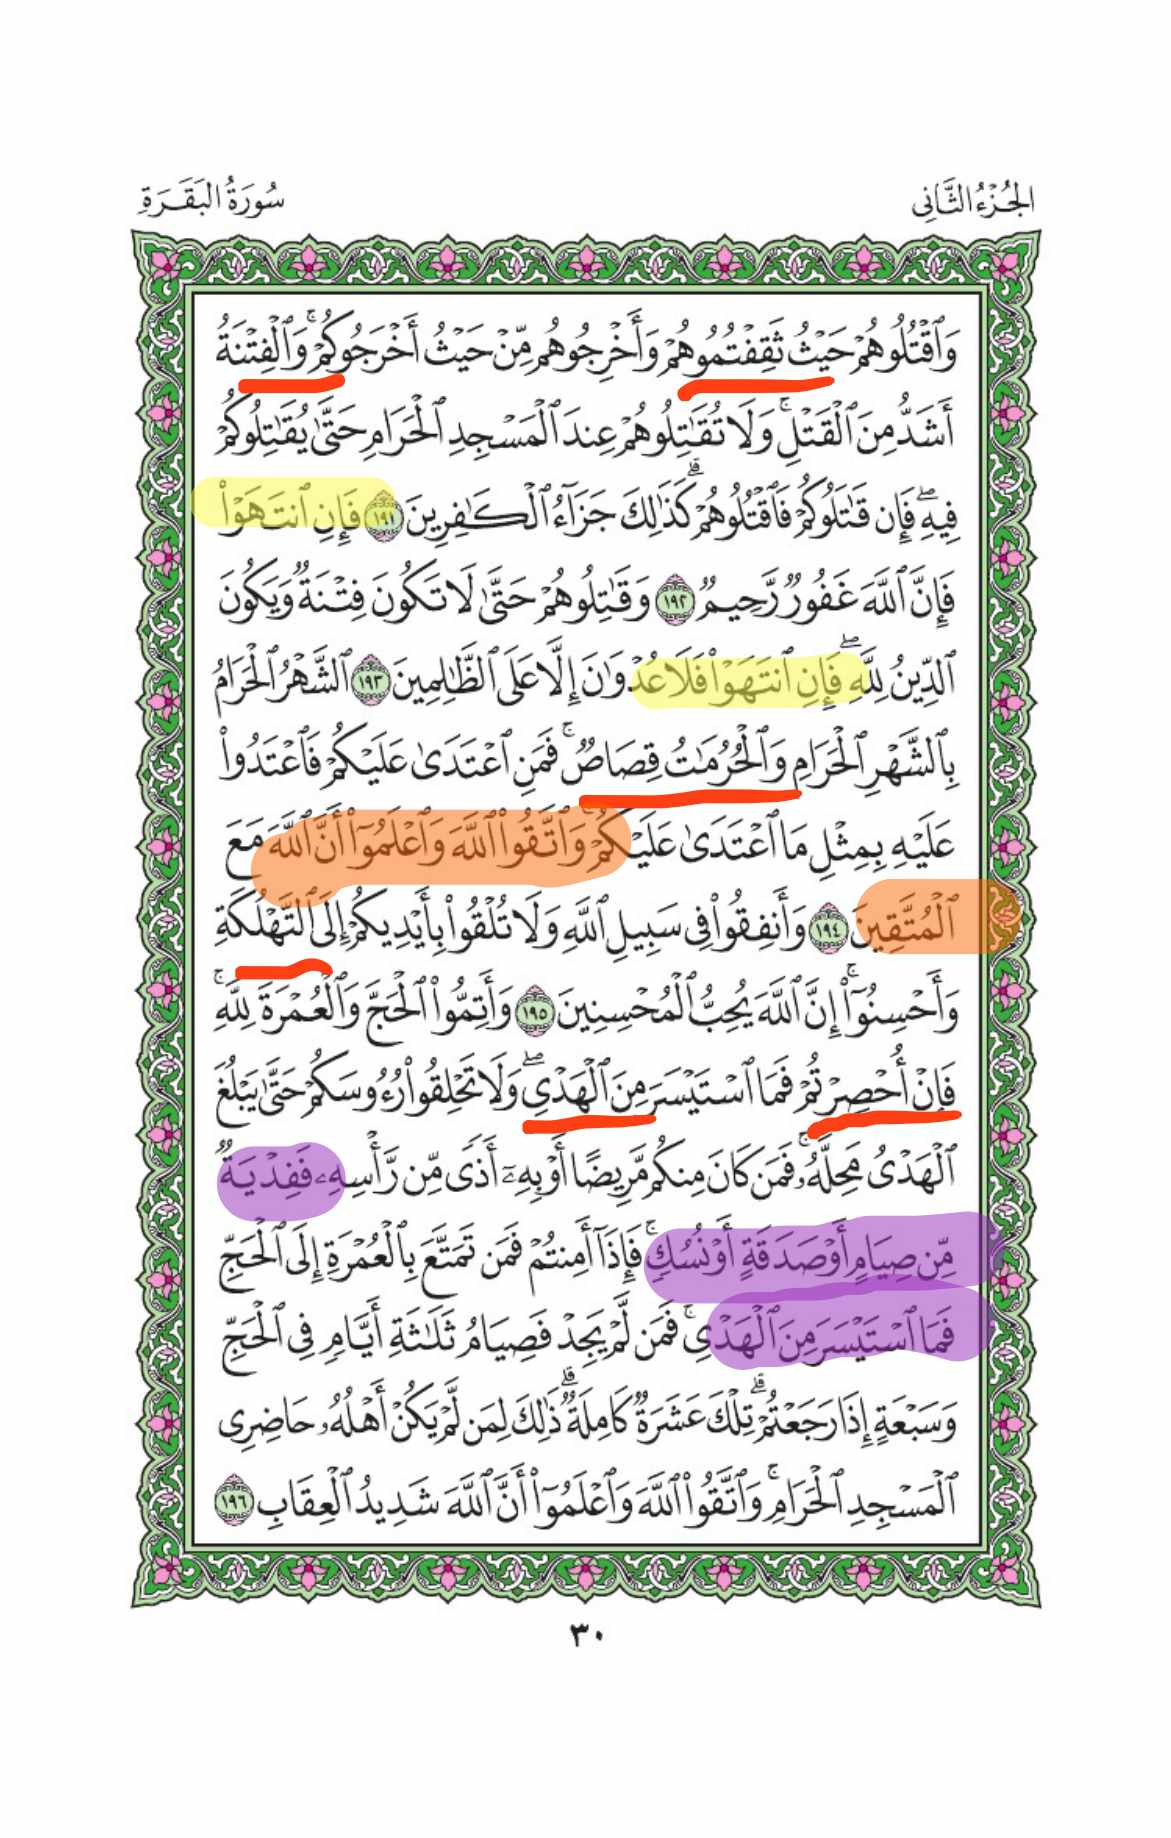 الجُزْءُ الثَّانِي
سُورَةُ البَقَرَةِ
وَٱقْتُلُوهُمْ حَيْثُ ثَقِفْتُمُوهُمْ وَأَخْرِجُوهُم مِّنْ حَيْثُ أَخْرَجُوكُمْۚ وَٱلْفِتْنَةُ
أَشَدُّ مِنَ ٱلْقَتْلِۚ وَلَا تُقَٰتِلُوهُمْ عِندَ ٱلْمَسْجِدِ ٱلْحَرَامِ حَتَّىٰ يُقَٰتِلُوكُمْ
فِيهِۖ فَإِن قَٰتَلُوكُمْ فَٱقْتُلُوهُمْۗ كَذَٰلِكَ جَزَآءُ ٱلْكَٰفِرِينَ ١٩١ فَإِنِ ٱنتَهَوْا۟
فَإِنَّ ٱللَّهَ غَفُورٌ رَّحِيمٌ ١٩٢ وَقَٰتِلُوهُمْ حَتَّىٰ لَا تَكُونَ فِتْنَةٌ وَيَكُونَ
ٱلدِّينُ لِلَّهِۖ فَإِنِ ٱنتَهَوْا۟ فَلَا عُدْوَٰنَ إِلَّا عَلَى ٱلظَّٰلِمِينَ ١٩٣ ٱلشَّهْرُ ٱلْحَرَامُ
بِٱلشَّهْرِ ٱلْحَرَامِ وَٱلْحُرُمَٰتُ قِصَاصٌۚ فَمَنِ ٱعْتَدَىٰ عَلَيْكُمْ فَٱعْتَدُوا۟
عَلَيْهِ بِمِثْلِ مَا ٱعْتَدَىٰ عَلَيْكُمْۚ وَٱتَّقُوا۟ ٱللَّهَ وَٱعْلَمُوٓا۟ أَنَّ ٱللَّهَ مَعَ
ٱلْمُتَّقِينَ ١٩٤ وَأَنفِقُوا۟ فِى سَبِيلِ ٱللَّهِ وَلَا تُلْقُوا۟ بِأَيْدِيكُمْ إِلَى ٱلتَّهْلُكَةِ
وَأَحْسِنُوٓا۟ۚ إِنَّ ٱللَّهَ يُحِبُّ ٱلْمُحْسِنِينَ ١٩٥ وَأَتِمُّوا۟ ٱلْحَجَّ وَٱلْعُمْرَةَ لِلَّهِۚ
فَإِنْ أُحْصِرْتُمْ فَمَا ٱسْتَيْسَرَ مِنَ ٱلْهَدْىِۖ وَلَا تَحْلِقُوا۟ رُءُوسَكُمْ حَتَّىٰ يَبْلُغَ
ٱلْهَدْىُ مَحِلَّهُۥۚ فَمَن كَانَ مِنكُم مَّرِيضًا أَوْ بِهِۦٓ أَذًى مِّن رَّأْسِهِۦ فَفِدْيَةٌ
مِّن صِيَامٍ أَوْ صَدَقَةٍ أَوْ نُسُكٍۚ فَإِذَآ أَمِنتُمْ فَمَن تَمَتَّعَ بِٱلْعُمْرَةِ إِلَى ٱلْحَجِّ
فَمَا ٱسْتَيْسَرَ مِنَ ٱلْهَدْىِۚ فَمَن لَّمْ يَجِدْ فَصِيَامُ ثَلَٰثَةِ أَيَّامٍ فِى ٱلْحَجِّ
وَسَبْعَةٍ إِذَا رَجَعْتُمْۗ تِلْكَ عَشَرَةٌ كَامِلَةٌۗ ذَٰلِكَ لِمَن لَّمْ يَكُنْ أَهْلُهُۥ حَاضِرِى
ٱلْمَسْجِدِ ٱلْحَرَامِۚ وَٱتَّقُوا۟ ٱللَّهَ وَٱعْلَمُوٓا۟ أَنَّ ٱللَّهَ شَدِيدُ ٱلْعِقَابِ ١٩٦
٣٠